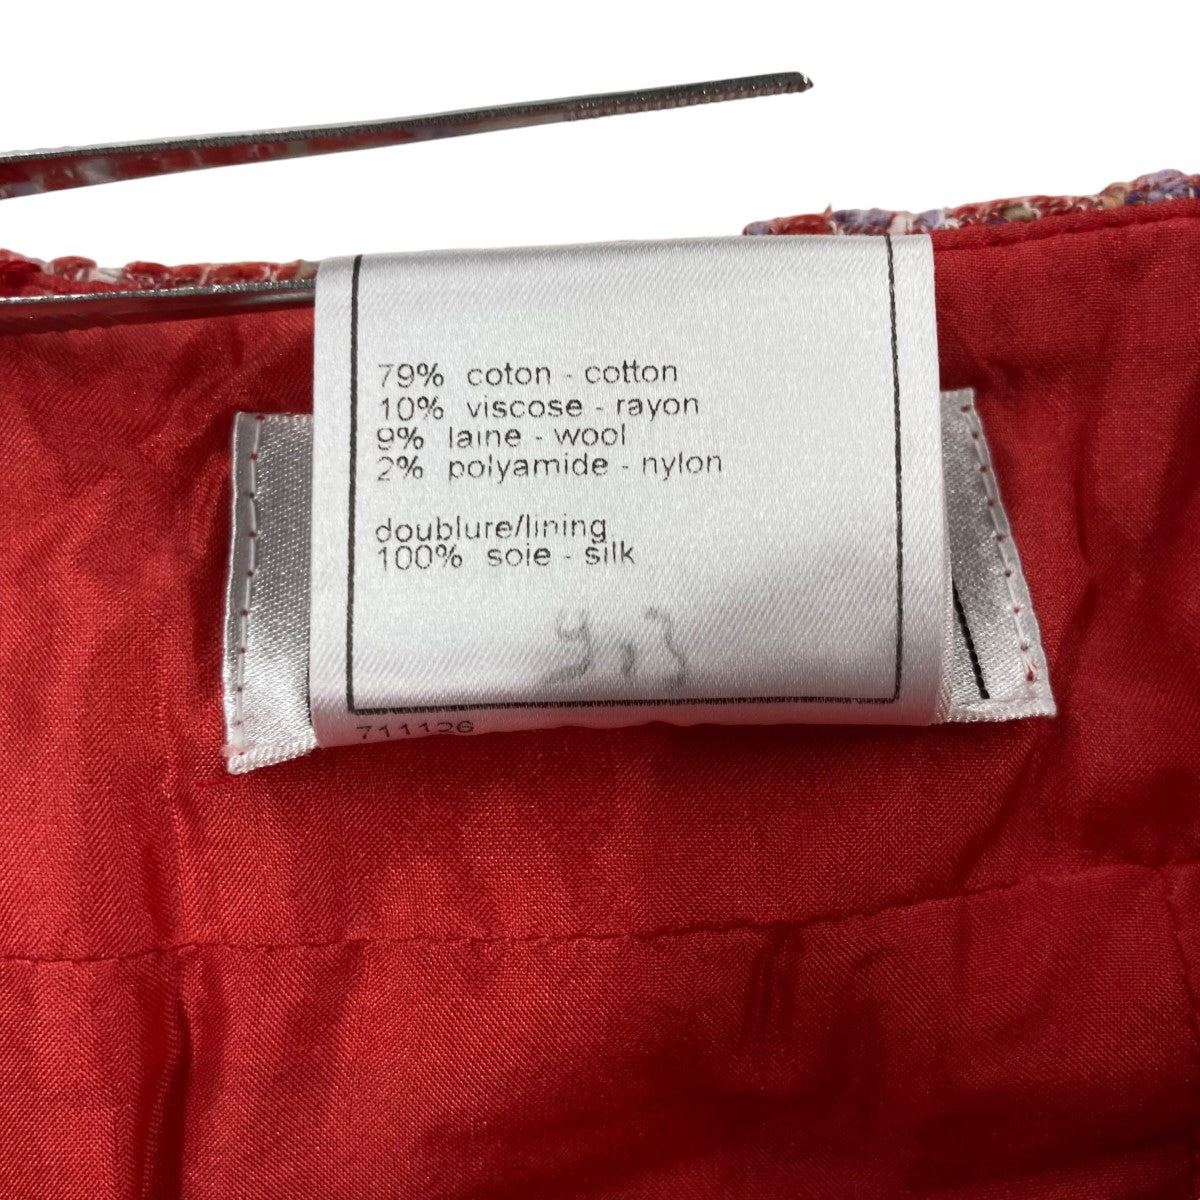 79% coton - cotton
10% viscose - rayon
9% laine - wool
2% polyamide - nylon
doublure/lining
100% soie - silk
711126